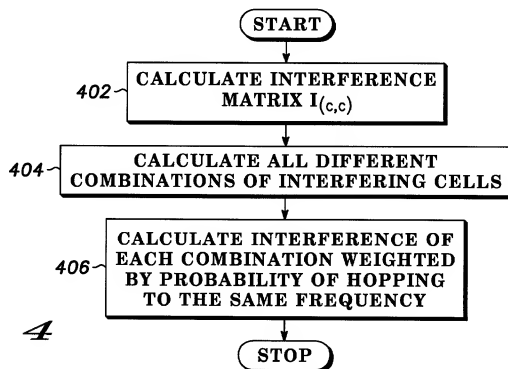 START
402
CALCULATE INTERFERENCE
MATRIX I(c,c)
404
CALCULATE ALL DIFFERENT
COMBINATIONS OF INTERFERING CELLS
406
CALCULATE INTERFERENCE OF
EACH COMBINATION WEIGHTED
BY PROBABILITY OF HOPPING
TO THE SAME FREQUENCY
4
STOP